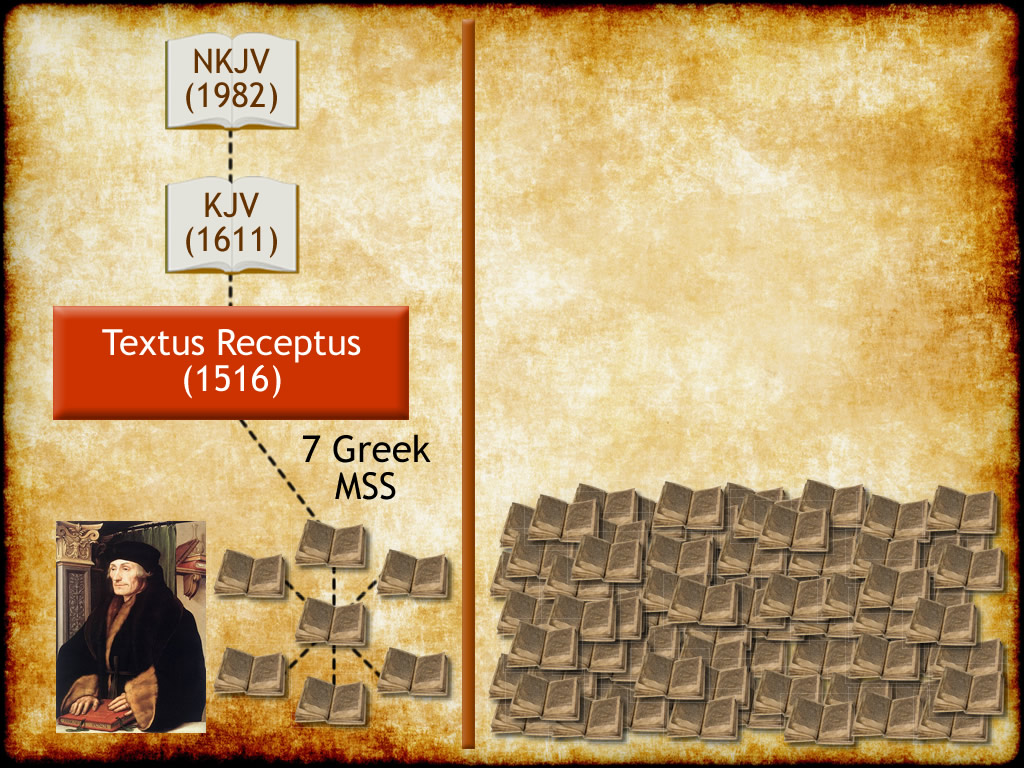 NKJV
(1982)
KJV
(1611)
Textus Receptus
(1516)
7 Greek
MSS